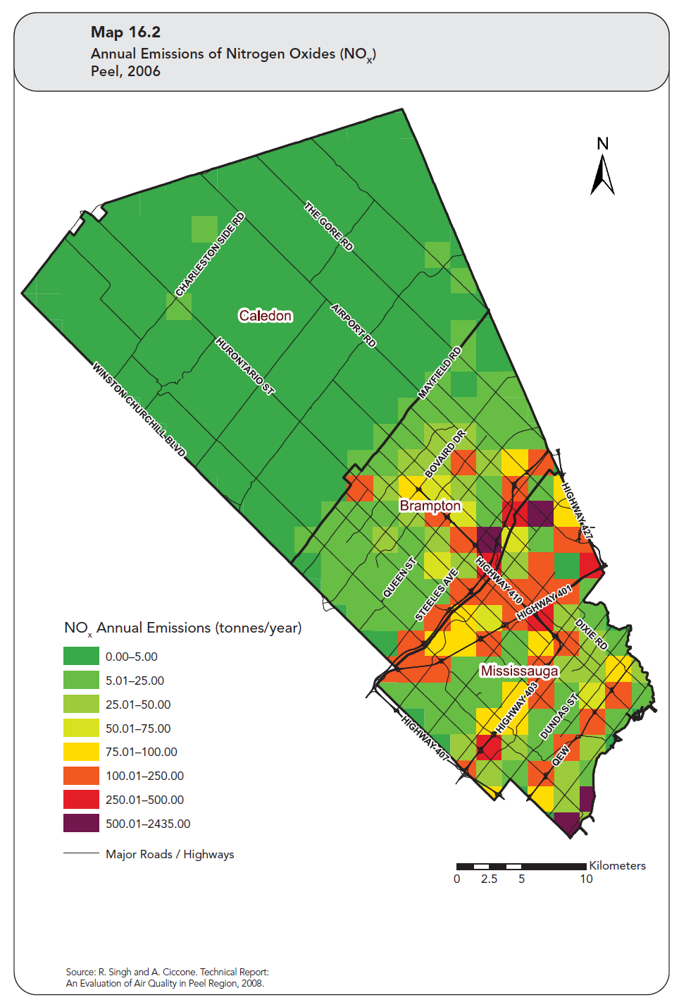 Map 16.2
Annual Emissions of Nitrogen Oxides (NOx)
Peel, 2006
N
THE GORE RD
CHARLESTON SIDE RD
Caledon
AIRPORT RD
HURONTARIO ST
MAYFIELD RD
WINSTON CHURCHILL BLVD
BOVAIRD DR.
HIGHWAY 427
Brampton
QUEEN ST
STEELES AVE
HIGHWAY 410
HIGHWAY 401
DIXIE RD
Mississauga
HIGHWAY 403
DUNDAS ST
HIGHWAY 407
QEW
NOx Annual Emissions (tonnes/year)
0.00–5.00
5.01–25.00
25.01–50.00
50.01–75.00
75.01–100.00
100.01–250.00
250.01–500.00
500.01–2435.00
Major Roads / Highways
Kilometers
0 2.5 5 10
Source: R. Singh and A. Ciccone. Technical Report:
An Evaluation of Air Quality in Peel Region, 2008.